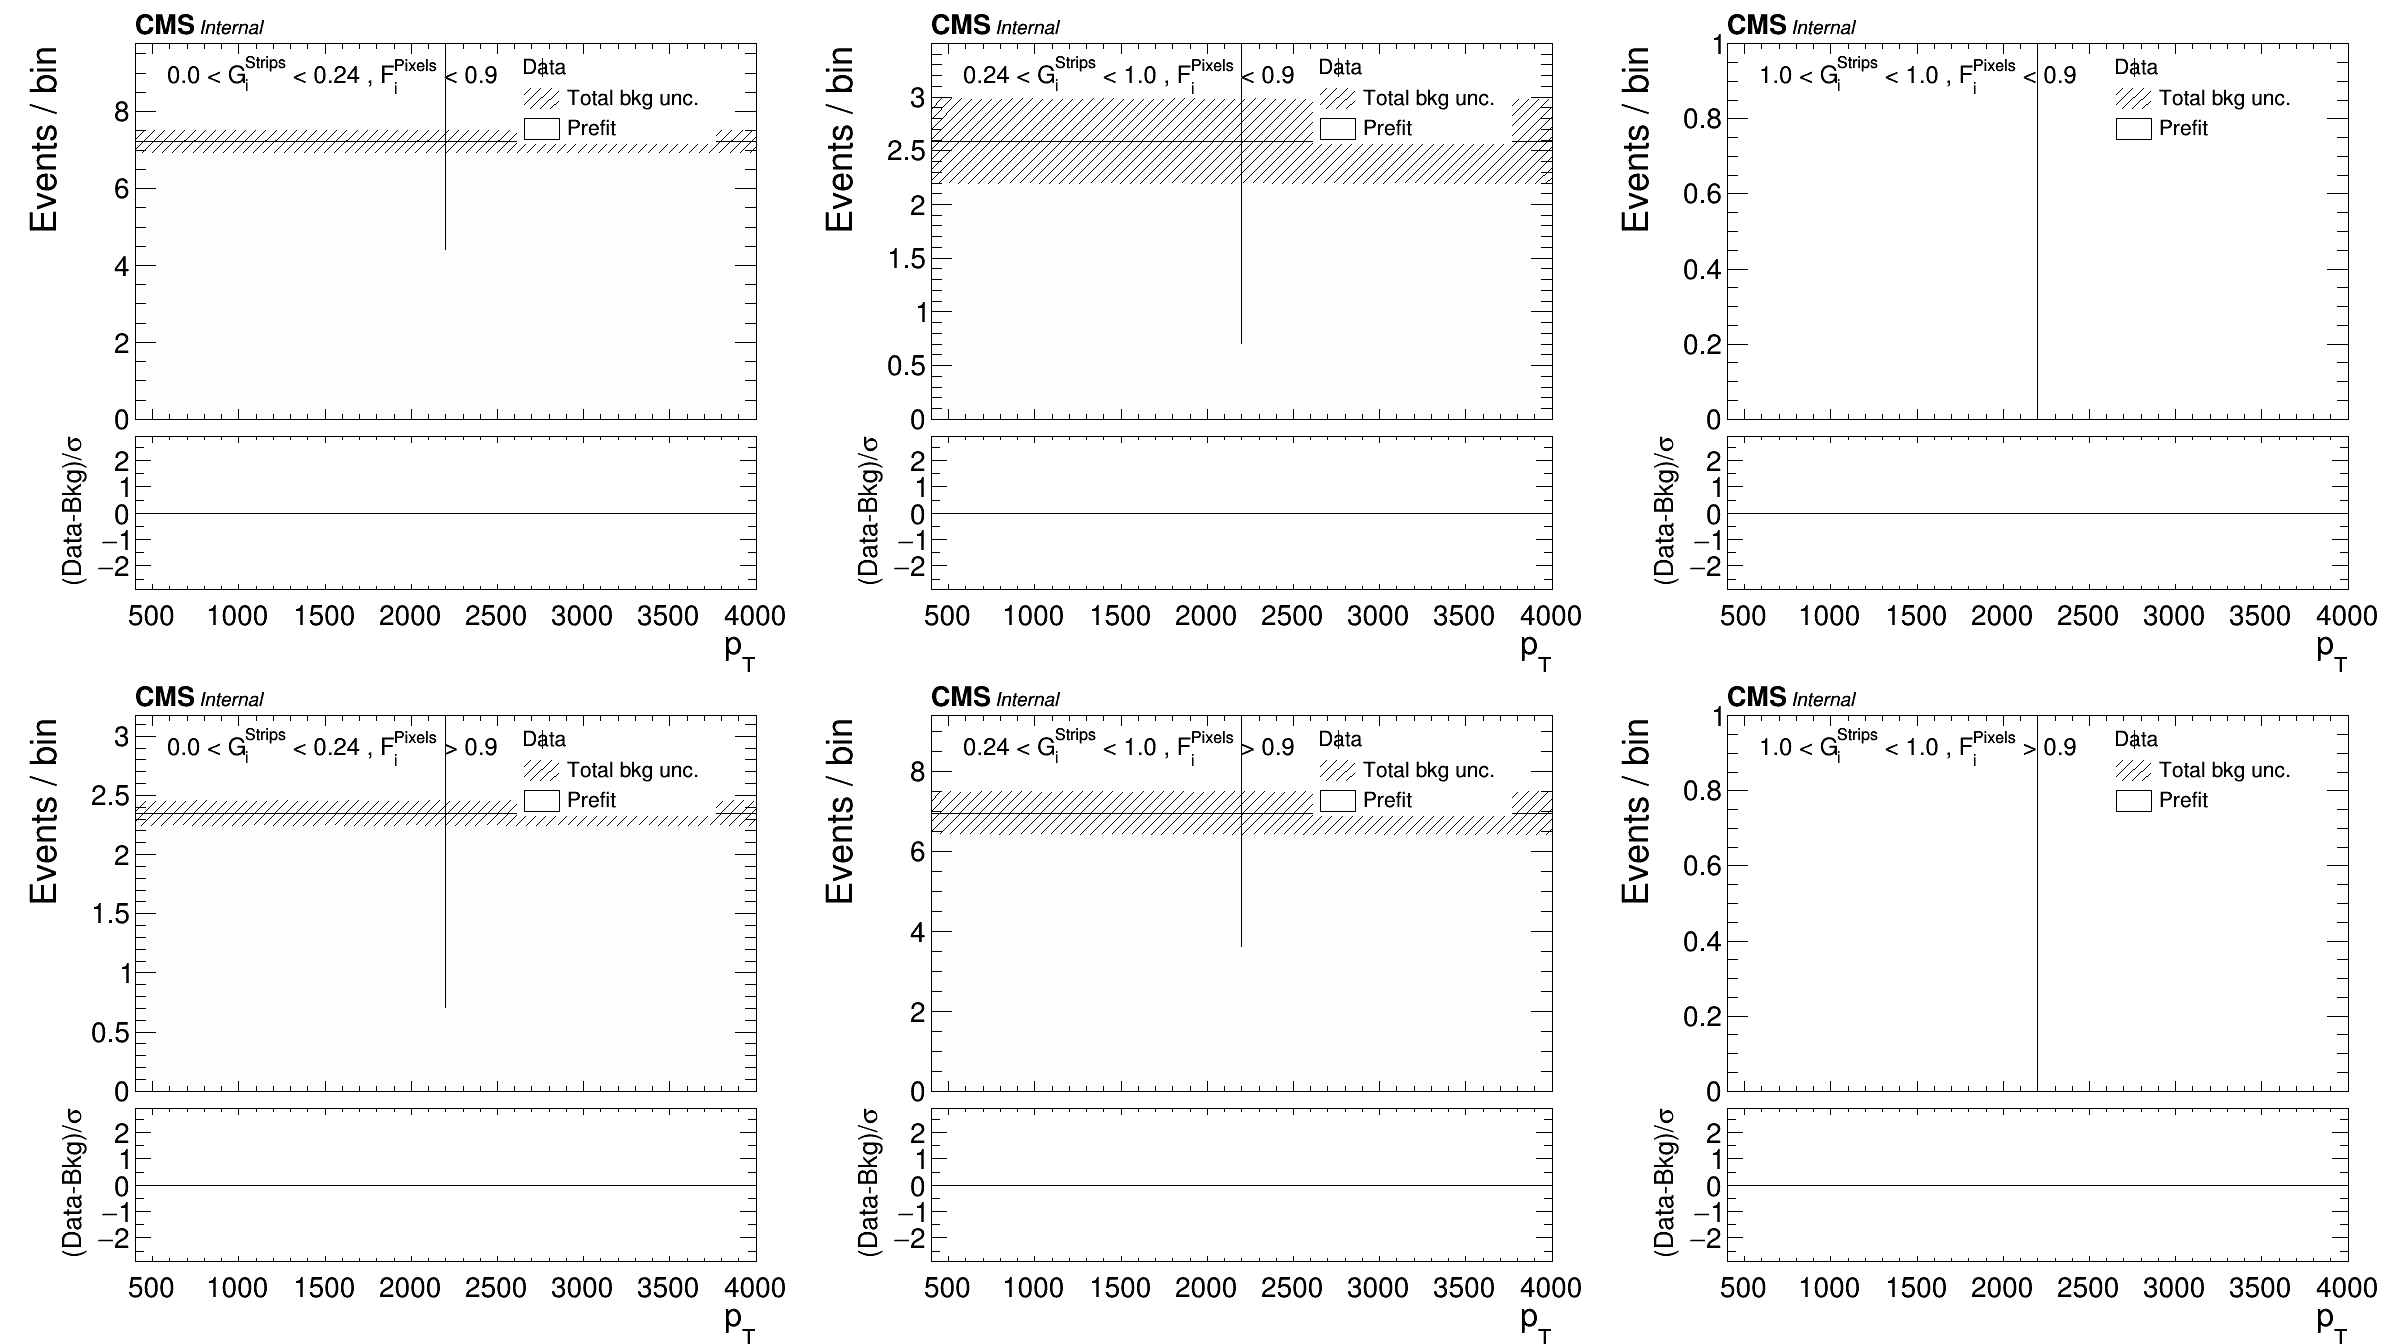 CMS Internal
Events / bin
0.0 < G_i^Strips < 0.24 , F_i^Pixels < 0.9
Data
Total bkg unc.
Prefit
8
6
4
2
0
(Data-Bkg)/σ
2
1
0
−1
−2
500 1000 1500 2000 2500 3000 3500 4000
p_T
CMS Internal
Events / bin
0.24 < G_i^Strips < 1.0 , F_i^Pixels < 0.9
Data
Total bkg unc.
Prefit
3
2.5
2
1.5
1
0.5
0
(Data-Bkg)/σ
2
1
0
−1
−2
500 1000 1500 2000 2500 3000 3500 4000
p_T
CMS Internal
Events / bin
1.0 < G_i^Strips < 1.0 , F_i^Pixels < 0.9
Data
Total bkg unc.
Prefit
1
0.8
0.6
0.4
0.2
0
(Data-Bkg)/σ
2
1
0
−1
−2
500 1000 1500 2000 2500 3000 3500 4000
p_T
CMS Internal
Events / bin
0.0 < G_i^Strips < 0.24 , F_i^Pixels > 0.9
Data
Total bkg unc.
Prefit
3
2.5
2
1.5
1
0.5
0
(Data-Bkg)/σ
2
1
0
−1
−2
500 1000 1500 2000 2500 3000 3500 4000
p_T
CMS Internal
Events / bin
0.24 < G_i^Strips < 1.0 , F_i^Pixels > 0.9
Data
Total bkg unc.
Prefit
8
6
4
2
0
(Data-Bkg)/σ
2
1
0
−1
−2
500 1000 1500 2000 2500 3000 3500 4000
p_T
CMS Internal
Events / bin
1.0 < G_i^Strips < 1.0 , F_i^Pixels > 0.9
Data
Total bkg unc.
Prefit
1
0.8
0.6
0.4
0.2
0
(Data-Bkg)/σ
2
1
0
−1
−2
500 1000 1500 2000 2500 3000 3500 4000
p_T